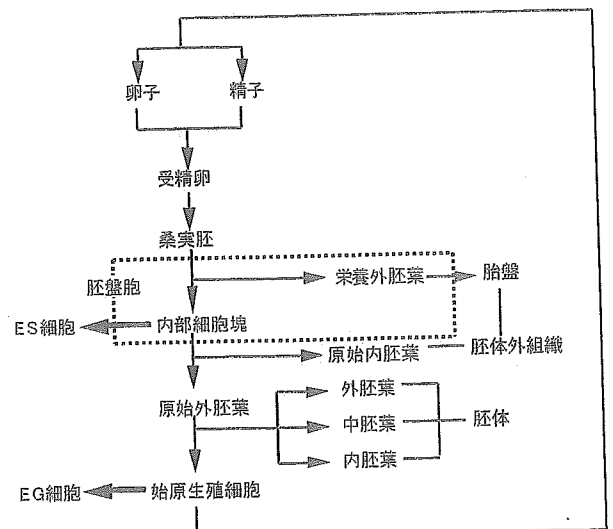 卵子
精子
受精卵
桑実胚
胚盤胞
栄養外胚葉
胎盤
ES細胞
内部細胞塊
原始内胚葉
胚体外組織
原始外胚葉
外胚葉
中胚葉
内胚葉
胚体
EG細胞
始原生殖細胞